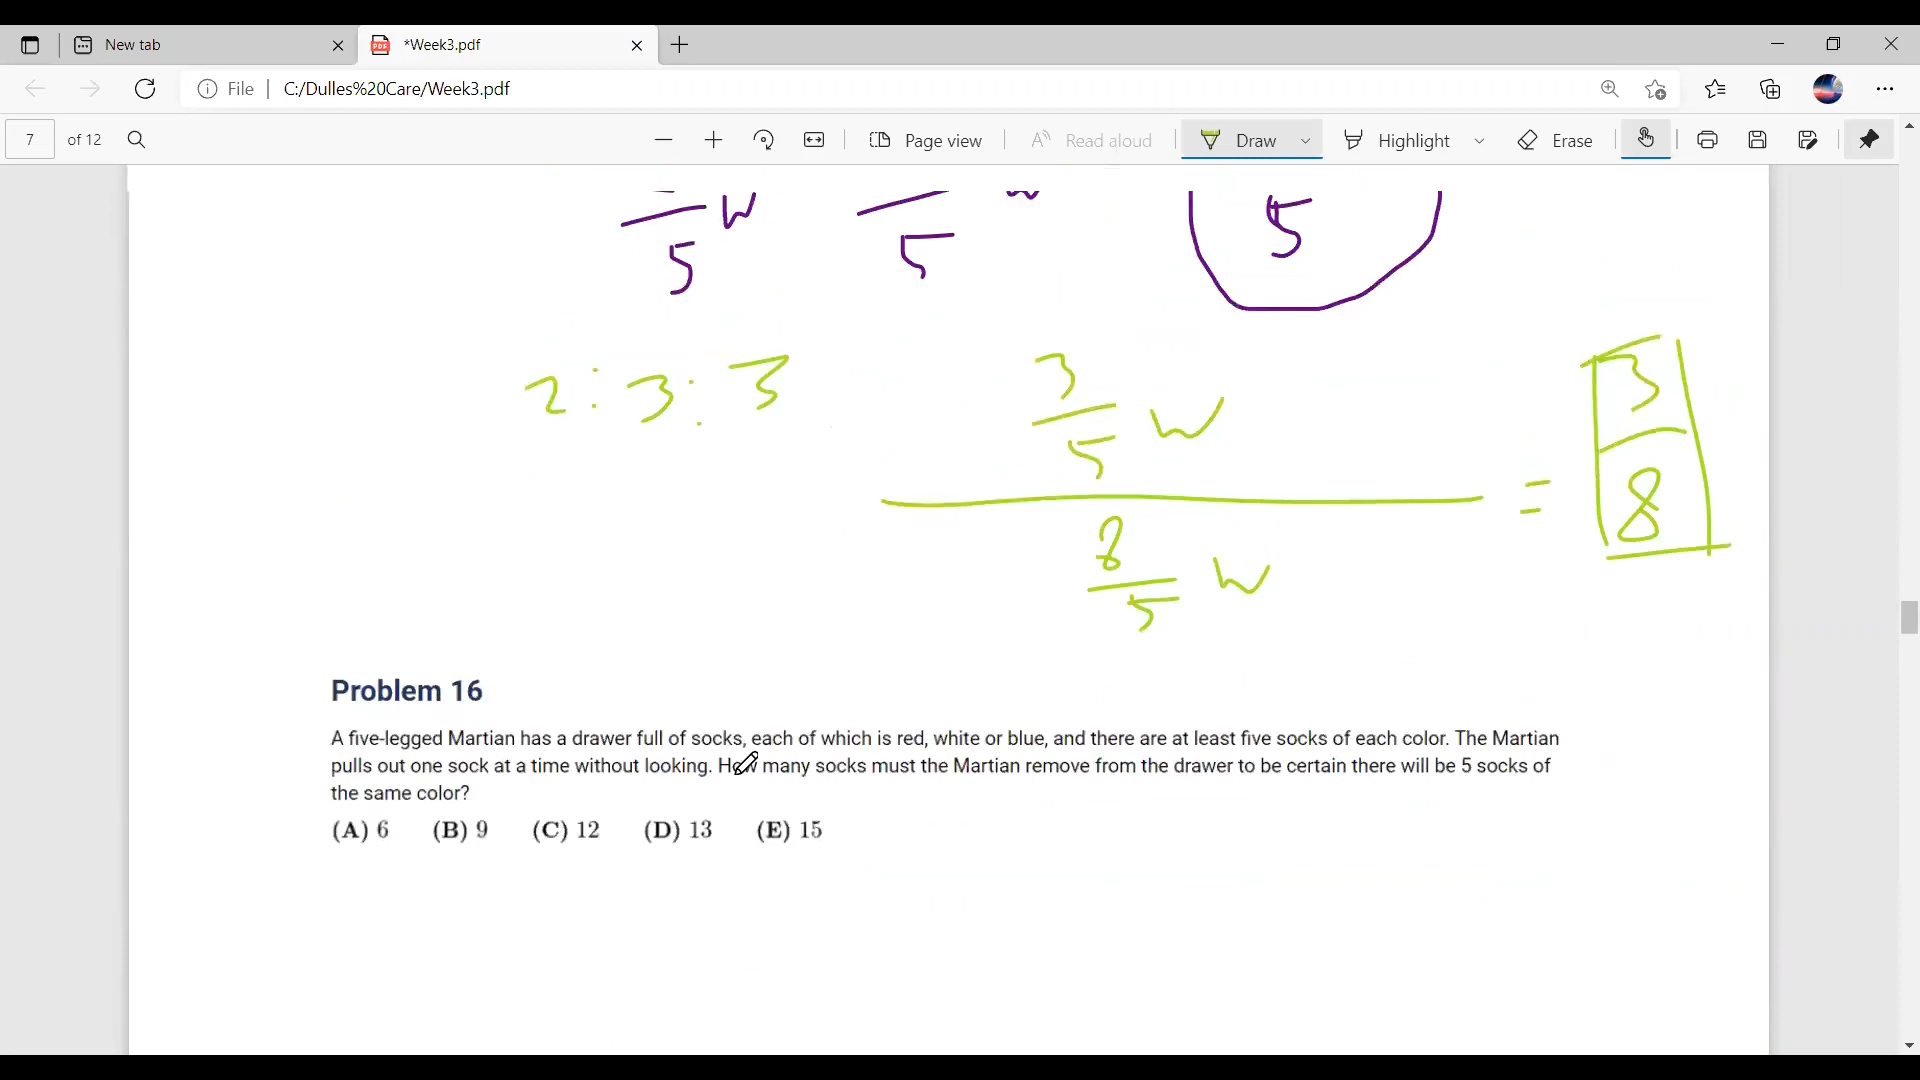 New tab
*Week3.pdf
File
C:/Dulles%20Care/Week3.pdf
7 of 12
Page view
Read aloud
Draw
Highlight
Erase
w
5
5
5
2 : 3 : 3
3
5
w
8
5
w
=
3
8
Problem 16
A five-legged Martian has a drawer full of socks, each of which is red, white or blue, and there are at least five socks of each color. The Martian
pulls out one sock at a time without looking. How many socks must the Martian remove from the drawer to be certain there will be 5 socks of
the same color?
(A) 6 (B) 9 (C) 12 (D) 13 (E) 15